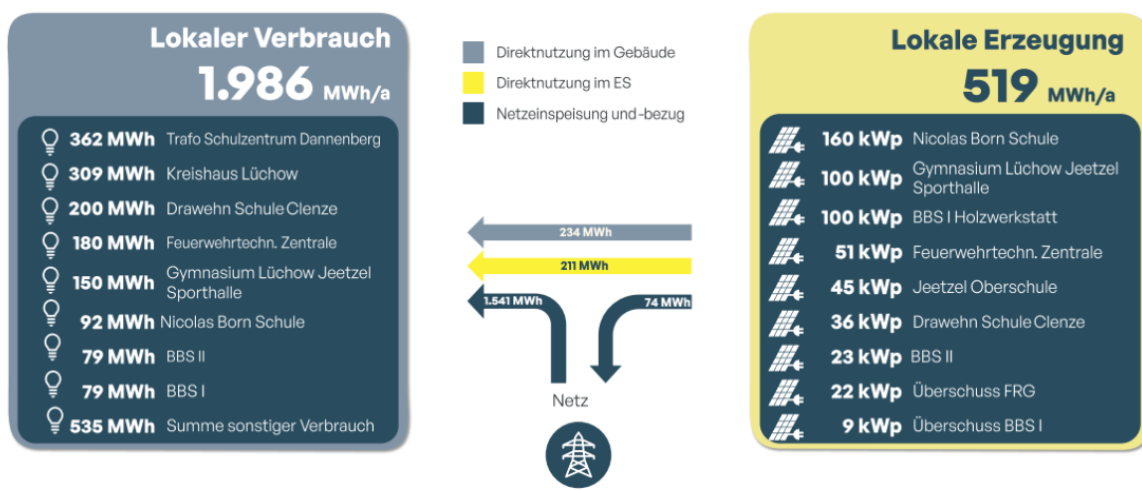 Lokaler Verbrauch
1.986 MWh/a
362 MWh Trafo Schulzentrum Dannenberg
309 MWh Kreishaus Lüchow
200 MWh Drawehn Schule Clenze
180 MWh Feuerwehrtechn. Zentrale
150 MWh Gymnasium Lüchow Jeetzel
Sporthalle
92 MWh Nicolas Born Schule
79 MWh BBS II
79 MWh BBS I
535 MWh Summe sonstiger Verbrauch
Direktnutzung im Gebäude
Direktnutzung im ES
Netzeinspeisung und-bezug
234 MWh
211 MWh
1.541 MWh
74 MWh
Netz
Lokale Erzeugung
519 MWh/a
160 kWp Nicolas Born Schule
100 kWp Gymnasium Lüchow Jeetzel
Sporthalle
100 kWp BBS I Holzwerkstatt
51 kWp Feuerwehrtechn. Zentrale
45 kWp Jeetzel Oberschule
36 kWp Drawehn Schule Clenze
23 kWp BBS II
22 kWp Überschuss FRG
9 kWp Überschuss BBS I